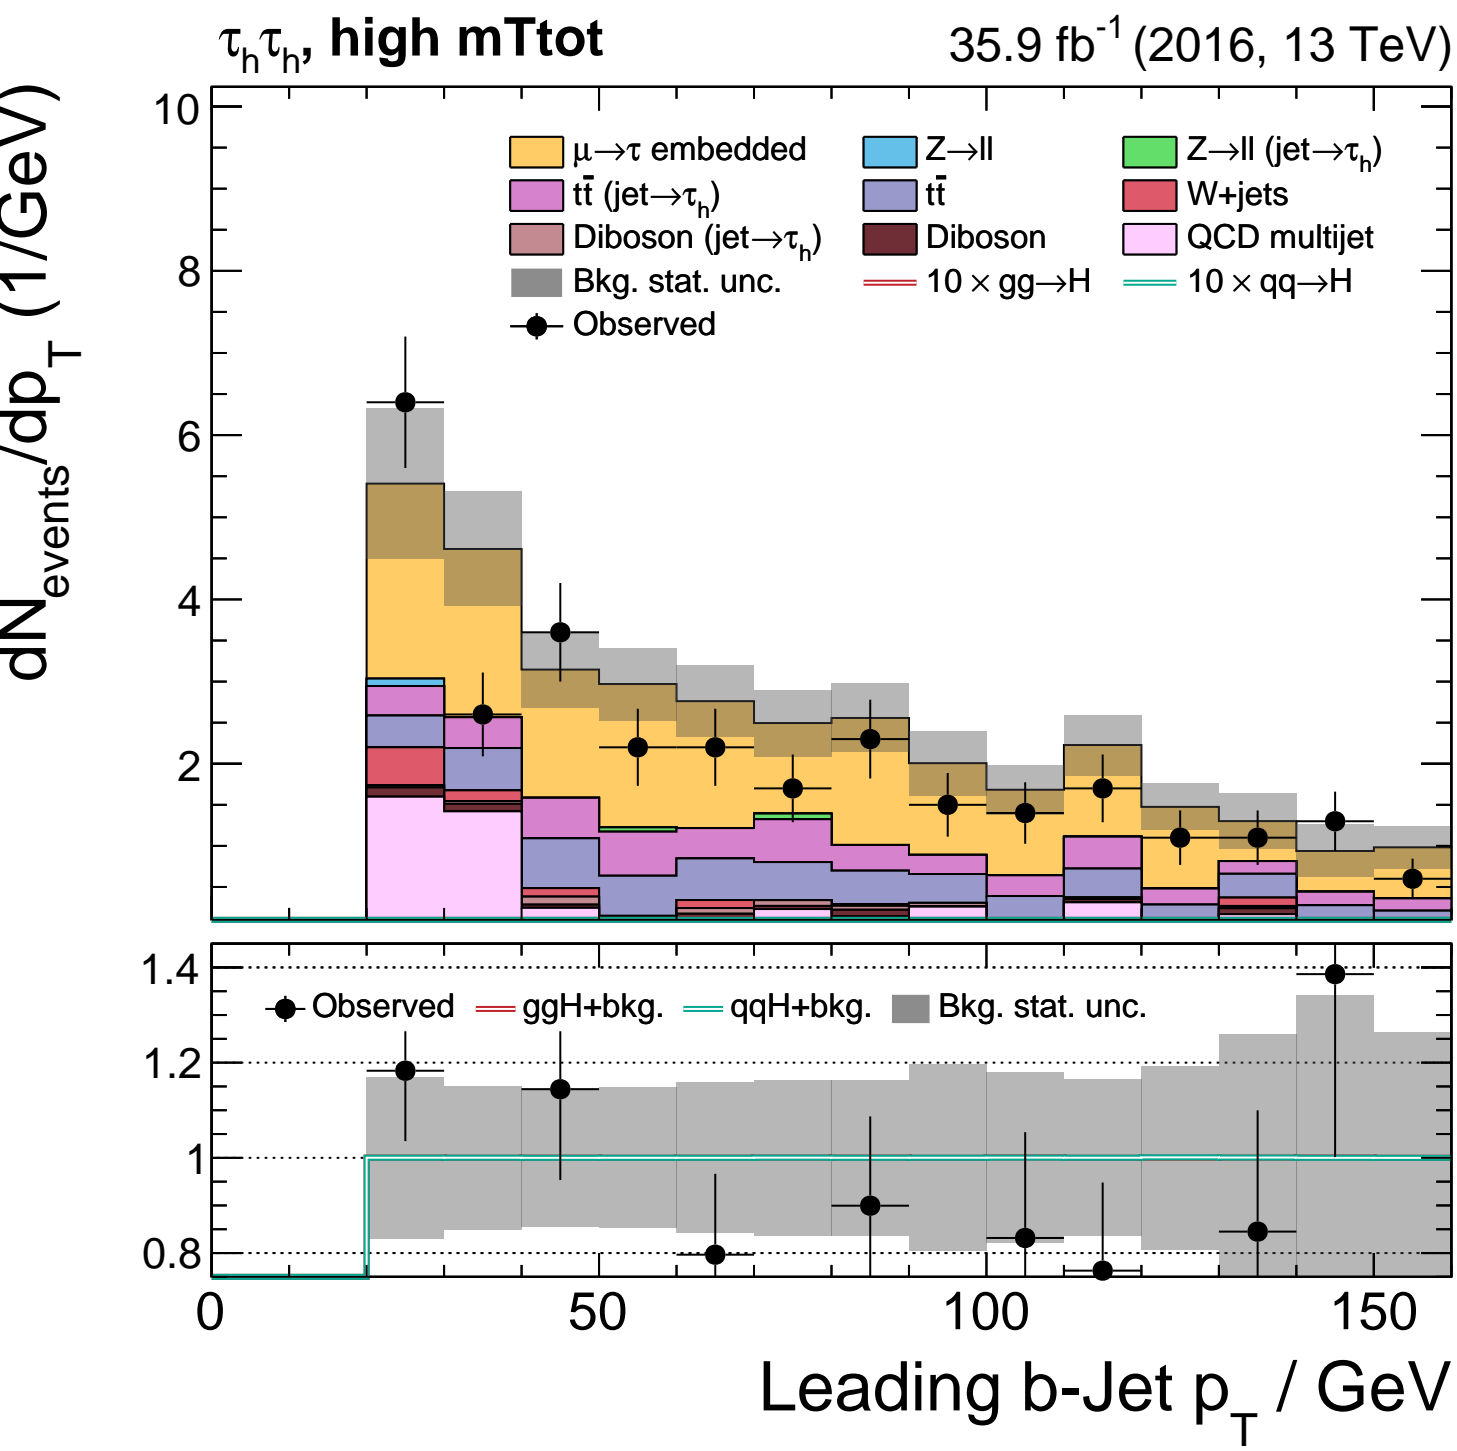 τhτh, high mTtot 35.9 fb-1 (2016, 13 TeV)
dNevents/dpT (1/GeV)
10
8
6
4
2
μ→τ embedded Z→ll Z→ll (jet→τh)
tt̄ (jet→τh) tt̄ W+jets
Diboson (jet→τh) Diboson QCD multijet
Bkg. stat. unc. 10 × gg→H 10 × qq→H
Observed
1.4
1.2
1
0.8
Observed ggH+bkg. qqH+bkg. Bkg. stat. unc.
0 50 100 150
Leading b-Jet pT / GeV